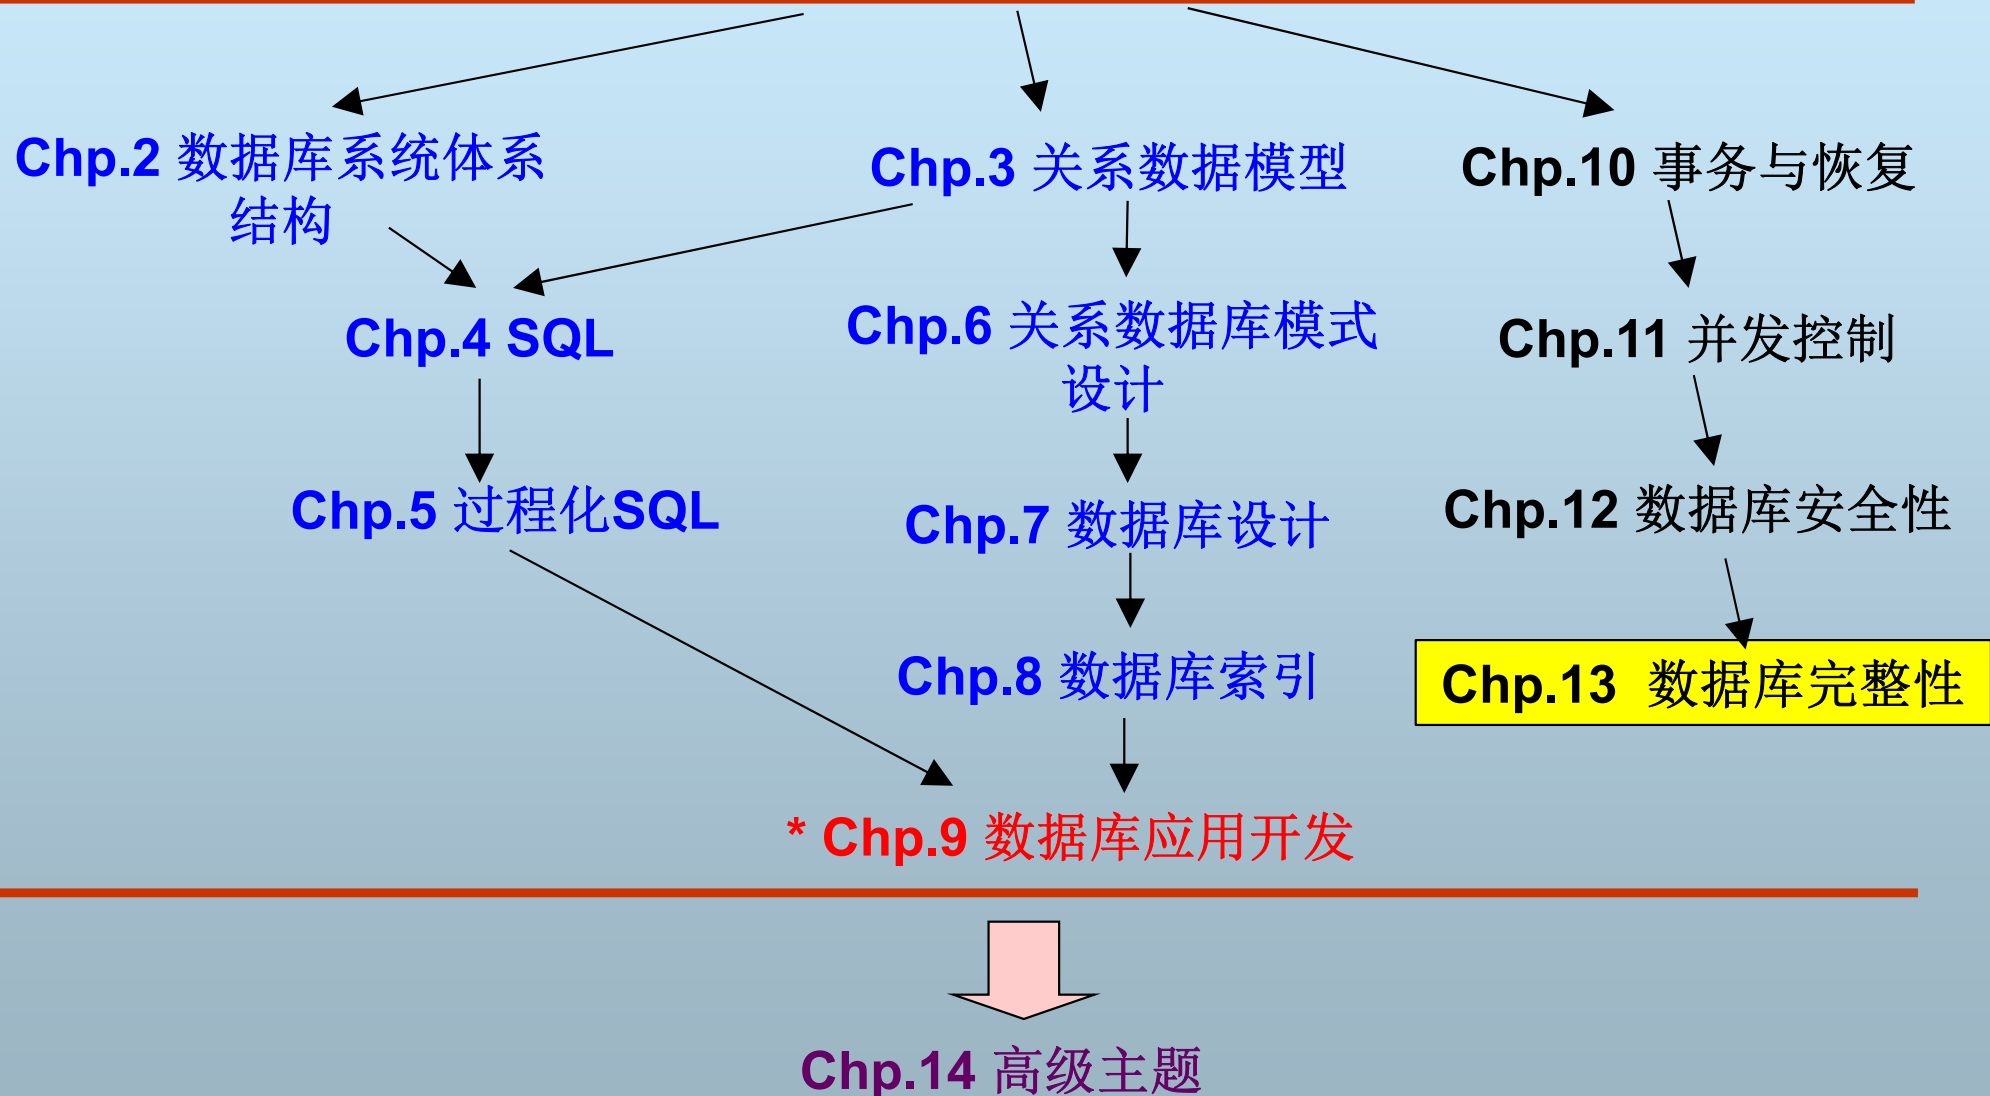 Chp.2 数据库系统体系
结构
Chp.3 关系数据模型
Chp.10 事务与恢复
Chp.4 SQL
Chp.6 关系数据库模式
设计
Chp.11 并发控制
Chp.5 过程化SQL
Chp.7 数据库设计
Chp.12 数据库安全性
Chp.8 数据库索引
Chp.13 数据库完整性
* Chp.9 数据库应用开发
Chp.14 高级主题